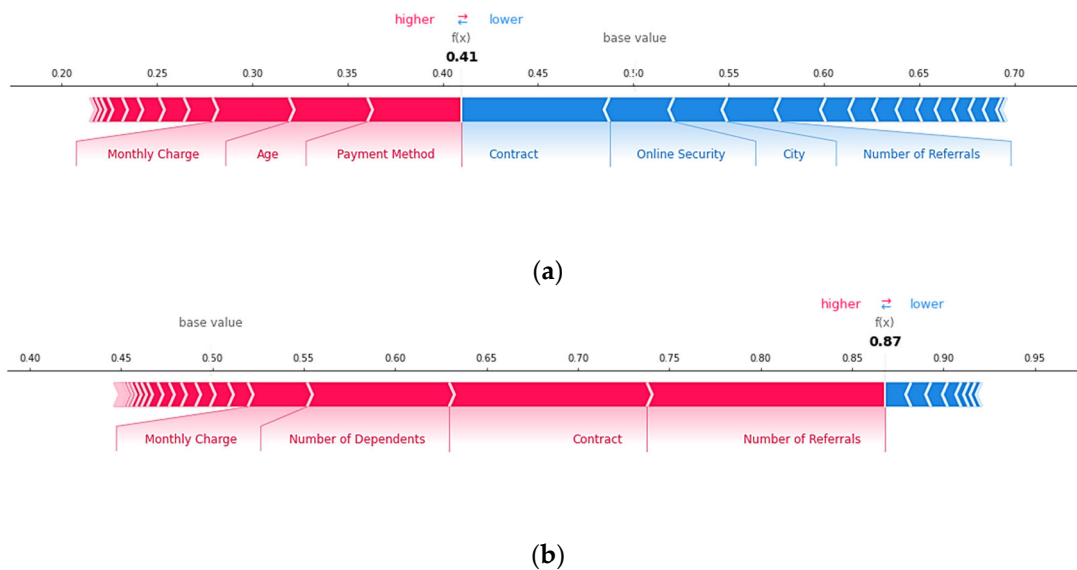 higher ⇄ lower
f(x) base value
0.41
0.20 0.25 0.30 0.35 0.40 0.45 0.50 0.55 0.60 0.65 0.70
Monthly Charge Age Payment Method Contract Online Security City Number of Referrals
(a)
higher ⇄ lower
base value f(x)
0.87
0.40 0.45 0.50 0.55 0.60 0.65 0.70 0.75 0.80 0.85 0.90 0.95
Monthly Charge Number of Dependents Contract Number of Referrals
(b)